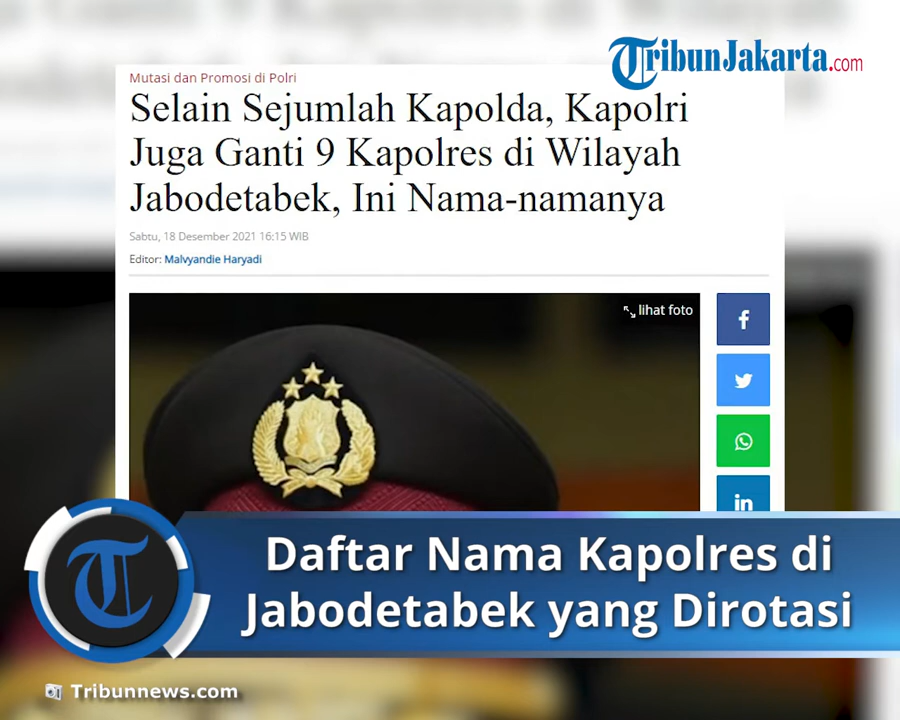 TribunJakarta.com
Mutasi dan Promosi di Polri
Selain Sejumlah Kapolda, Kapolri
Juga Ganti 9 Kapolres di Wilayah
Jabodetabek, Ini Nama-namanya
Sabtu, 18 Desember 2021 16:15 WIB
Editor: Malvyandie Haryadi
lihat foto
f
in
T
Daftar Nama Kapolres di
Jabodetabek yang Dirotasi
Tribunnews.com